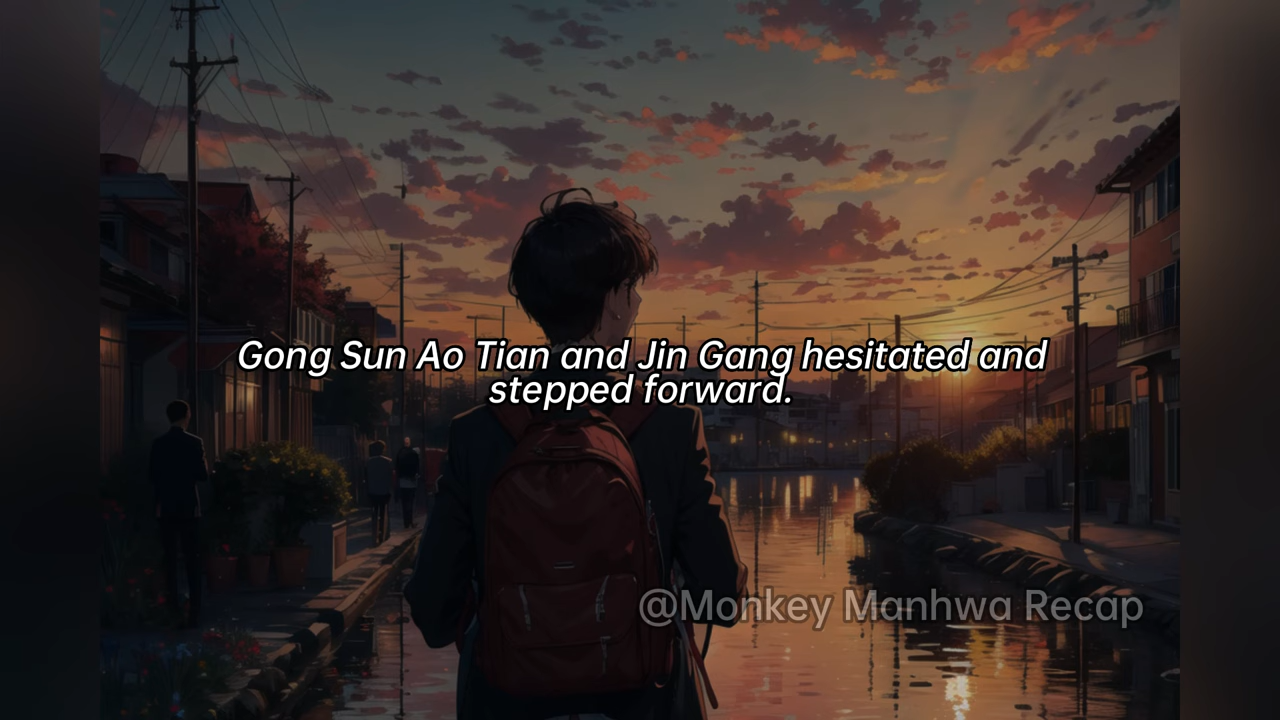 Gong Sun Ao Tian and Jin Gang hesitated and
stepped forward.
@Monkey Manhwa Recap